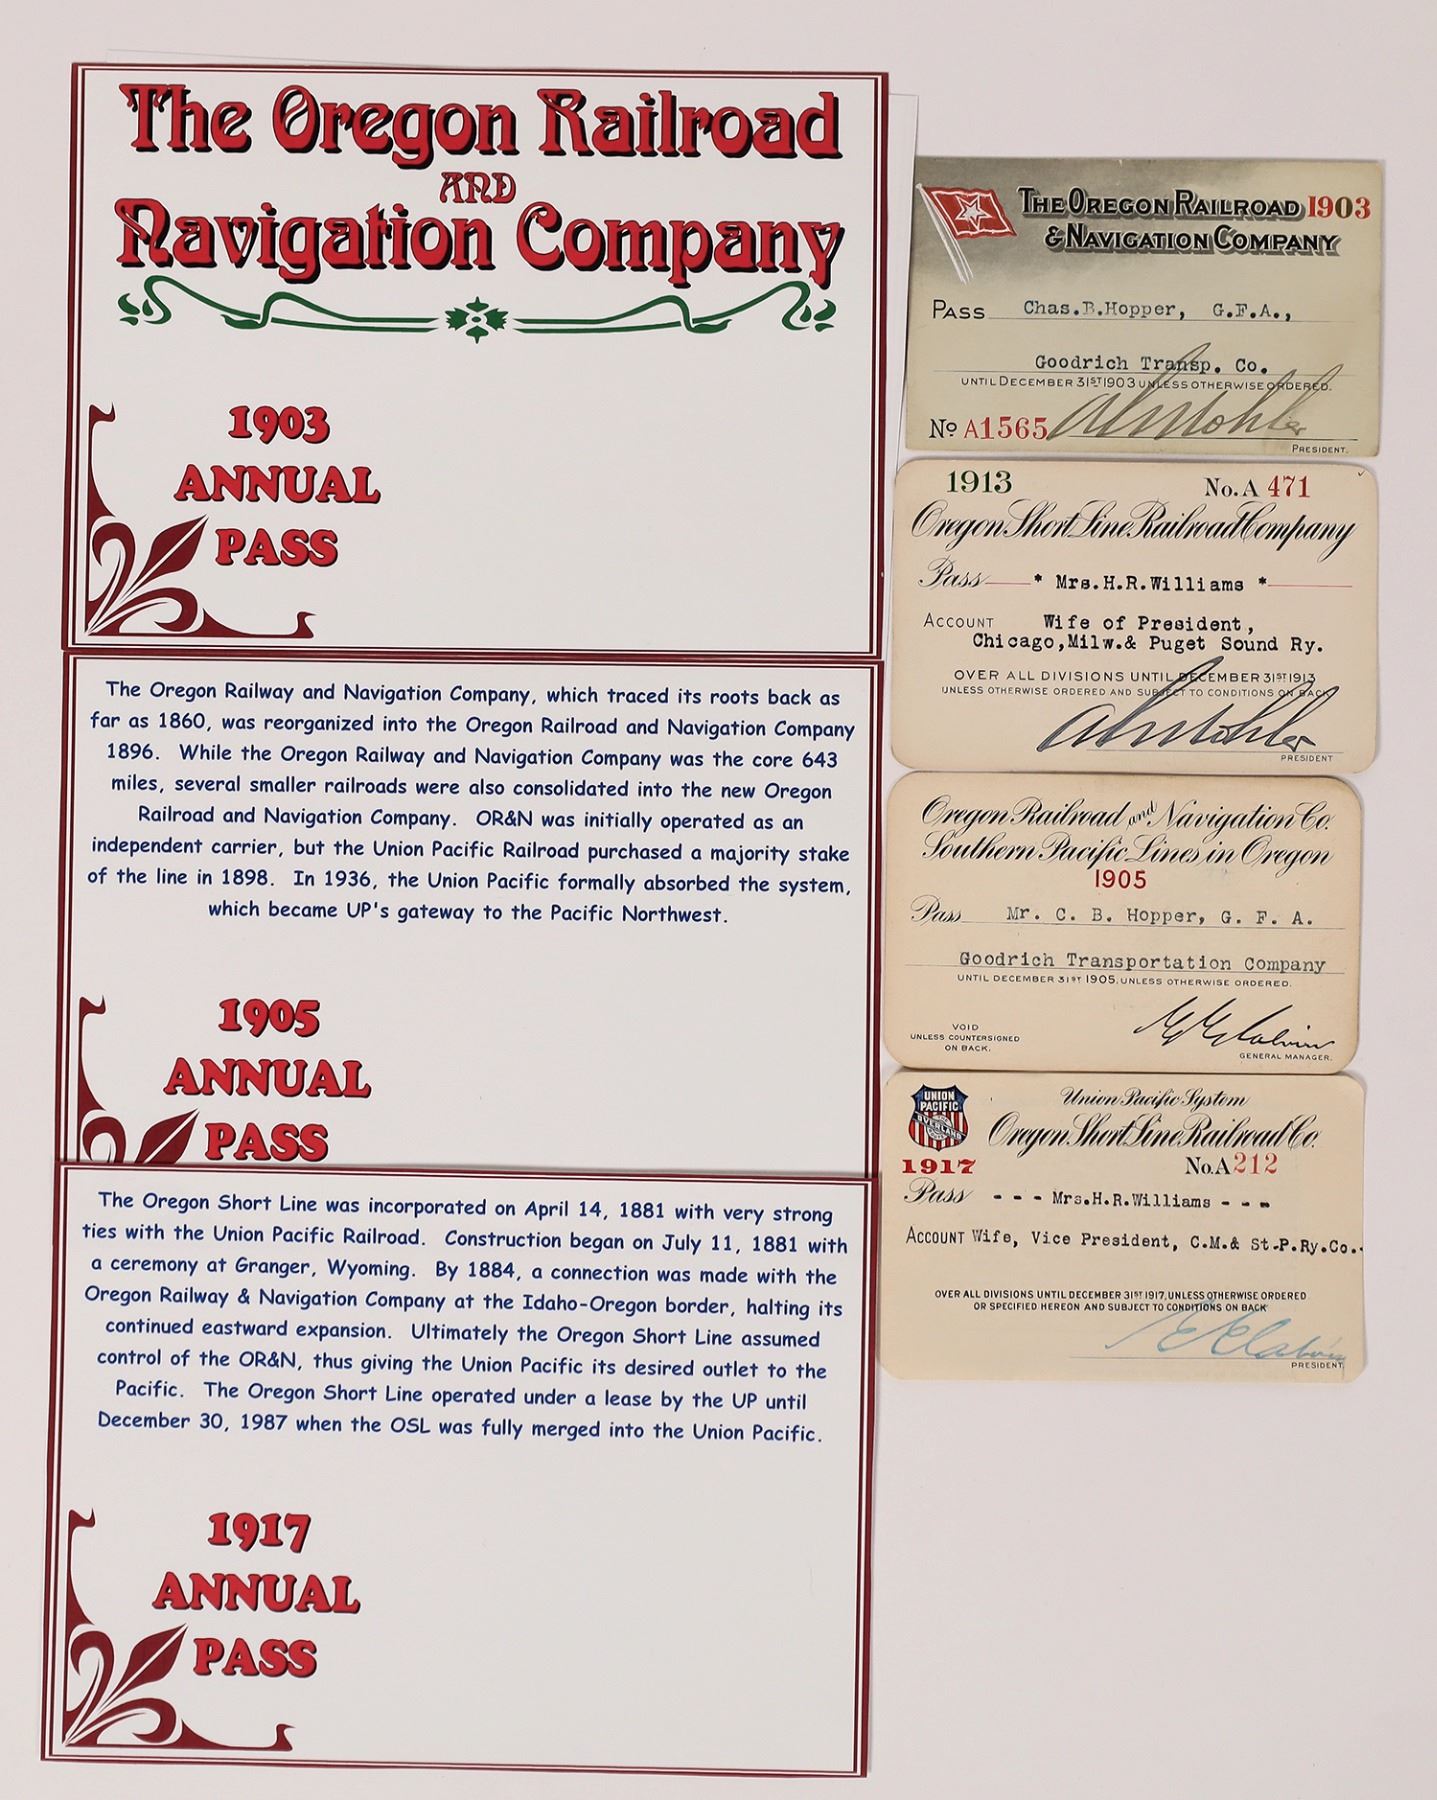 The Oregon Railroad
AND
Navigation Company
1903
ANNUAL
PASS
The Oregon Railway and Navigation Company, which traced its roots back as
far as 1860, was reorganized into the Oregon Railroad and Navigation Company
1896. While the Oregon Railway and Navigation Company was the core 643
miles, several smaller railroads were also consolidated into the new Oregon
Railroad and Navigation Company. OR&N was initially operated as an
independent carrier, but the Union Pacific Railroad purchased a majority stake
of the line in 1898. In 1936, the Union Pacific formally absorbed the system,
which became UP's gateway to the Pacific Northwest.
1905
ANNUAL
PASS
The Oregon Short Line was incorporated on April 14, 1881 with very strong
ties with the Union Pacific Railroad. Construction began on July 11, 1881 with
a ceremony at Granger, Wyoming. By 1884, a connection was made with the
Oregon Railway & Navigation Company at the Idaho-Oregon border, halting its
continued eastward expansion. Ultimately the Oregon Short Line assumed
control of the OR&N, thus giving the Union Pacific its desired outlet to the
Pacific. The Oregon Short Line operated under a lease by the UP until
December 30, 1987 when the OSL was fully merged into the Union Pacific.
1917
ANNUAL
PASS
THE OREGON RAILROAD 1903
& NAVIGATION COMPANY
PASS Chas.B.Hopper, G.F.A.,
Goodrich Transp. Co.
UNTIL DECEMBER 31ST 1903 UNLESS OTHERWISE ORDERED.
No A1565
PRESIDENT.
1913 No. A 471
Oregon Short Line Railroad Company
Pass * Mrs.H.R.Williams *
ACCOUNT Wife of President,
Chicago,Milw.& Puget Sound Ry.
OVER ALL DIVISIONS UNTIL DECEMBER 31ST 1913
UNLESS OTHERWISE ORDERED AND SUBJECT TO CONDITIONS ON BACK
PRESIDENT
Oregon Railroad and Navigation Co.
Southern Pacific Lines in Oregon
1905
Pass Mr. C. B. Hopper, G. F. A.
Goodrich Transportation Company
UNTIL DECEMBER 31ST 1905, UNLESS OTHERWISE ORDERED.
VOID
UNLESS COUNTERSIGNED
ON BACK.
GENERAL MANAGER.
UNION
PACIFIC
OVERLAND
Union Pacific System
Oregon Short Line Railroad Co.
1917 No. A 212
Pass - - - Mrs.H.R.Williams - - -
ACCOUNT Wife, Vice President, C.M.& St.P.Ry.Co..
OVER ALL DIVISIONS UNTIL DECEMBER 31ST 1917, UNLESS OTHERWISE ORDERED
OR SPECIFIED HEREON AND SUBJECT TO CONDITIONS ON BACK
PRESIDENT